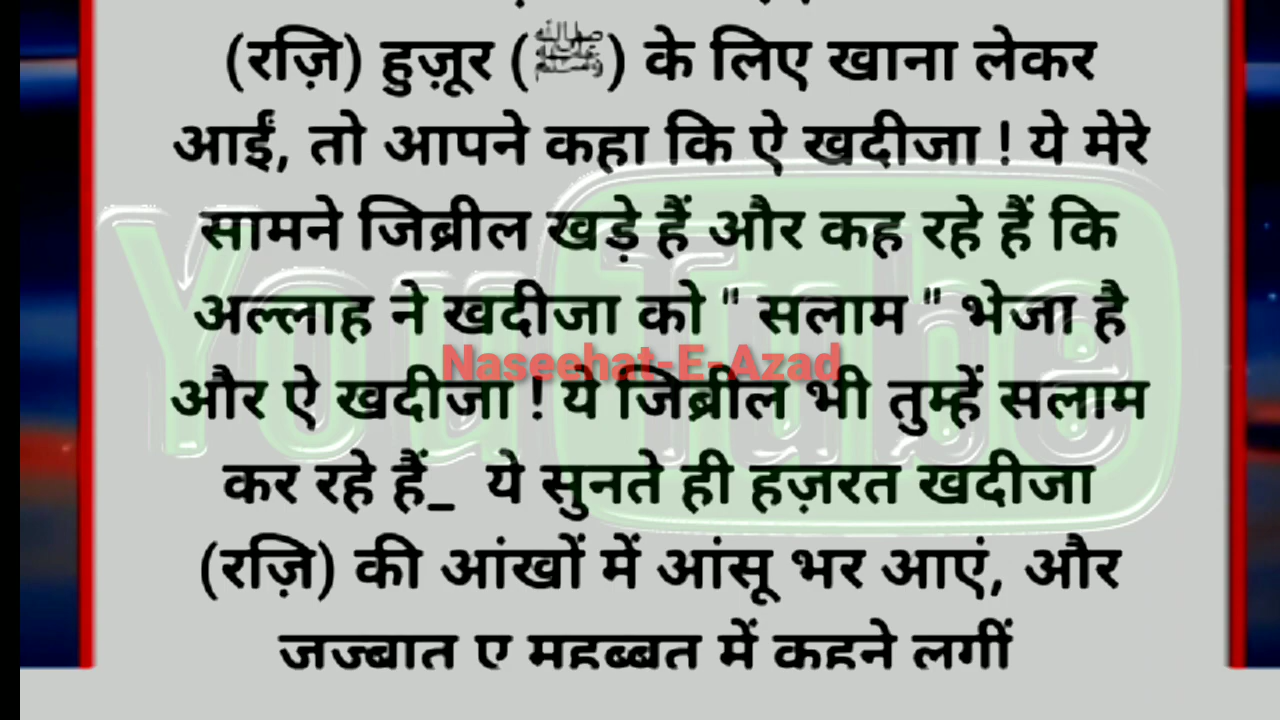 (रज़ि) हुज़ूर (ﷺ) के लिए खाना लेकर
आईं, तो आपने कहा कि ऐ खदीजा ! ये मेरे
सामने जिब्रील खड़े हैं और कह रहे हैं कि
अल्लाह ने खदीजा को " सलाम " भेजा है
Naseehat-E-Azad
और ऐ खदीजा ! ये जिब्रील भी तुम्हें सलाम
कर रहे हैं_ ये सुनते ही हज़रत खदीजा
(रज़ि) की आंखों में आंसू भर आएं, और
जज्बात ए महब्बत में कहने लगीं
YouTube